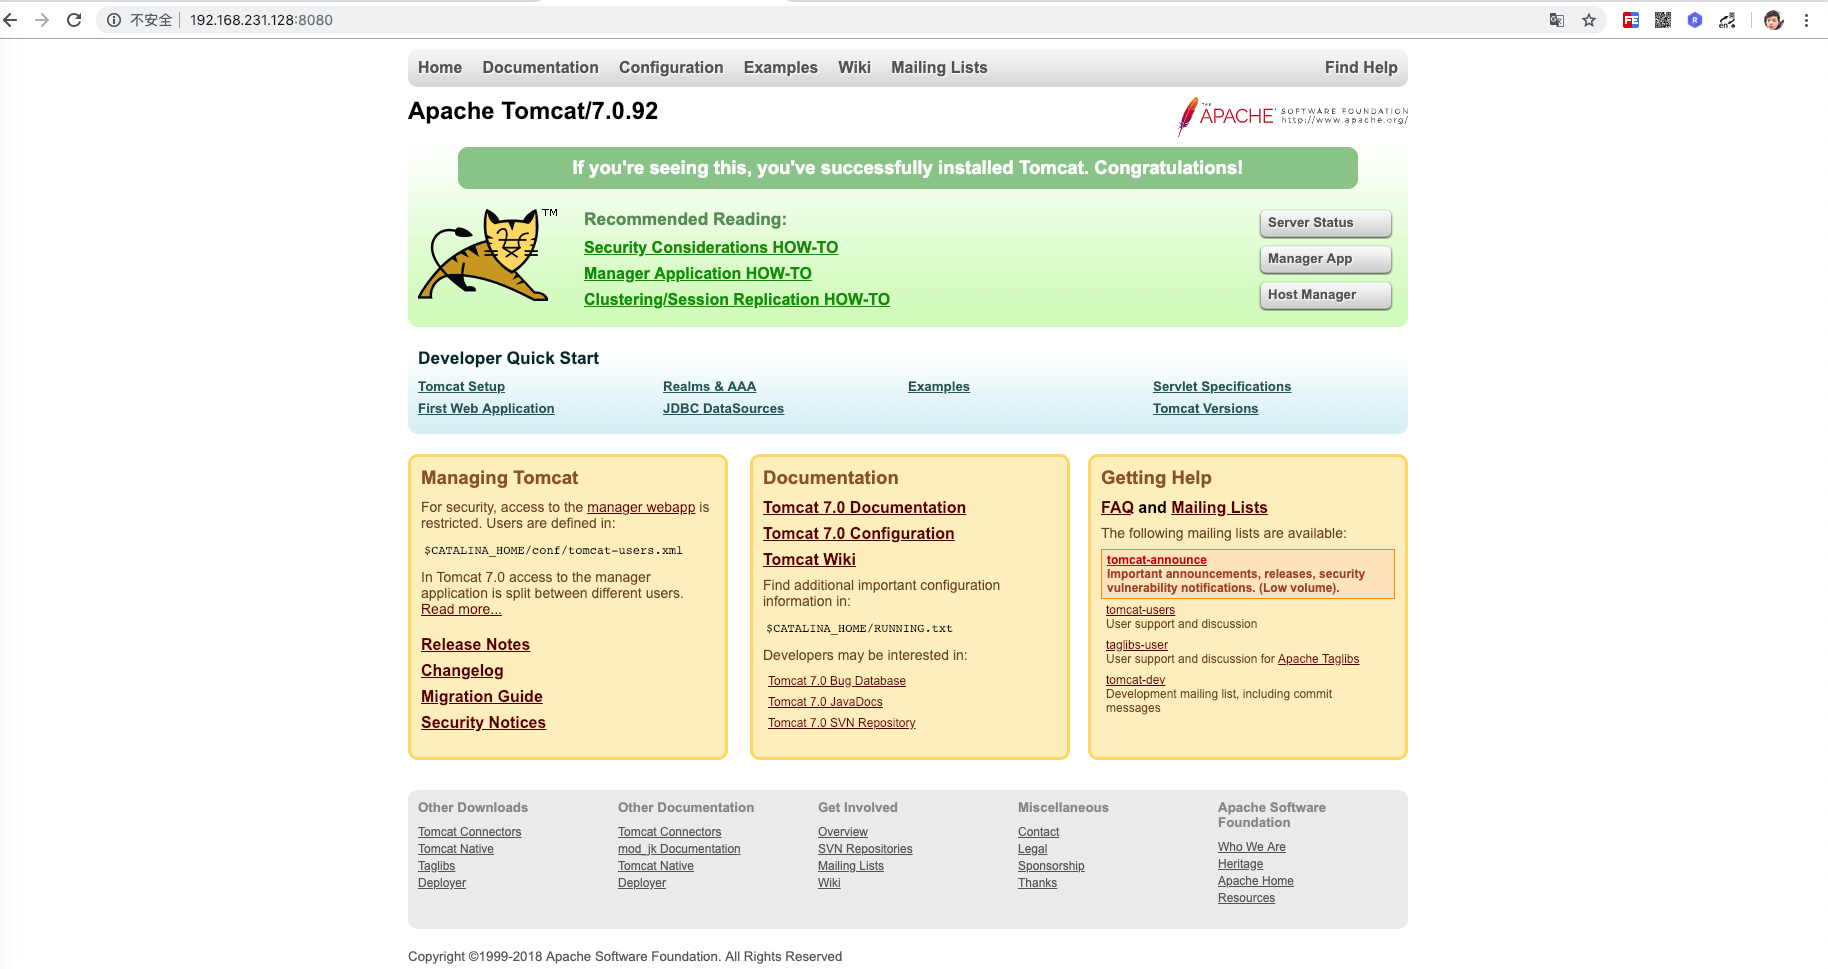 不安全 192.168.231.128:8080
Home Documentation Configuration Examples Wiki Mailing Lists Find Help
Apache Tomcat/7.0.92
THE APACHE SOFTWARE FOUNDATION
http://www.apache.org/
If you're seeing this, you've successfully installed Tomcat. Congratulations!
TM
Recommended Reading:
Security Considerations HOW-TO
Manager Application HOW-TO
Clustering/Session Replication HOW-TO
Server Status
Manager App
Host Manager
Developer Quick Start
Tomcat Setup
First Web Application
Realms & AAA
JDBC DataSources
Examples
Servlet Specifications
Tomcat Versions
Managing Tomcat
For security, access to the manager webapp is
restricted. Users are defined in:
$CATALINA_HOME/conf/tomcat-users.xml
In Tomcat 7.0 access to the manager
application is split between different users.
Read more...
Release Notes
Changelog
Migration Guide
Security Notices
Documentation
Tomcat 7.0 Documentation
Tomcat 7.0 Configuration
Tomcat Wiki
Find additional important configuration
information in:
$CATALINA_HOME/RUNNING.txt
Developers may be interested in:
Tomcat 7.0 Bug Database
Tomcat 7.0 JavaDocs
Tomcat 7.0 SVN Repository
Getting Help
FAQ and Mailing Lists
The following mailing lists are available:
tomcat-announce
Important announcements, releases, security
vulnerability notifications. (Low volume).
tomcat-users
User support and discussion
taglibs-user
User support and discussion for Apache Taglibs
tomcat-dev
Development mailing list, including commit
messages
Other Downloads
Tomcat Connectors
Tomcat Native
Taglibs
Deployer
Other Documentation
Tomcat Connectors
mod_jk Documentation
Tomcat Native
Deployer
Get Involved
Overview
SVN Repositories
Mailing Lists
Wiki
Miscellaneous
Contact
Legal
Sponsorship
Thanks
Apache Software
Foundation
Who We Are
Heritage
Apache Home
Resources
Copyright ©1999-2018 Apache Software Foundation. All Rights Reserved